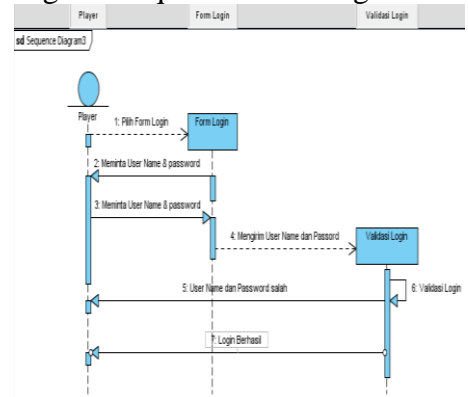 Player Form Login Validasi Login
sd Sequence Diagram3
Player
1: Pilih Form Login
Form Login
2: Meminta User Name & password
3: Meminta User Name & password
4: Mengirim User Name dan Passord
Validasi Login
5: User Name dan Password salah
6: Validasi Login
7: Login Berhasil